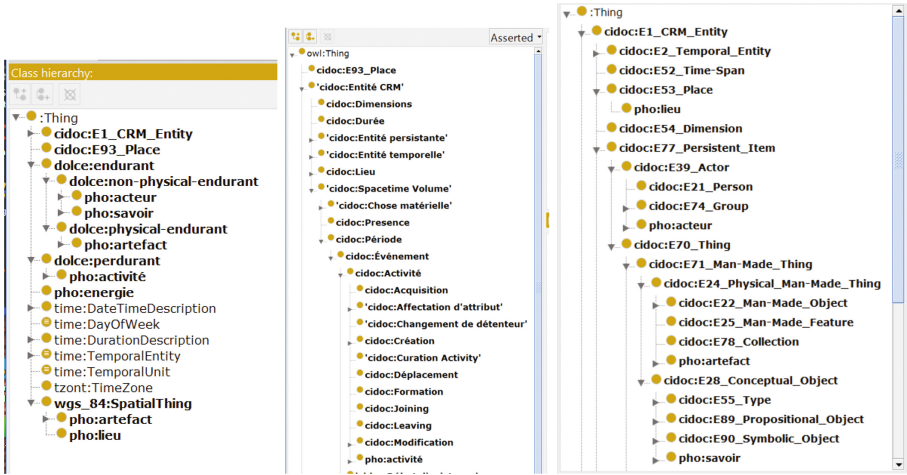 Class hierarchy:
:Thing
cidoc:E1_CRM_Entity
cidoc:E93_Place
dolce:endurant
dolce:non-physical-endurant
pho:acteur
pho:savoir
dolce:physical-endurant
pho:artefact
dolce:perdurant
pho:activité
pho:energie
time:DateTimeDescription
time:DayOfWeek
time:DurationDescription
time:TemporalEntity
time:TemporalUnit
tzont:TimeZone
wgs_84:SpatialThing
pho:artefact
pho:lieu
Asserted
owl:Thing
cidoc:E93_Place
'cidoc:Entité CRM'
cidoc:Dimensions
cidoc:Durée
'cidoc:Entité persistante'
'cidoc:Entité temporelle'
cidoc:Lieu
'cidoc:Spacetime Volume'
'cidoc:Chose matérielle'
cidoc:Presence
cidoc:Période
cidoc:Événement
cidoc:Activité
cidoc:Acquisition
'cidoc:Affectation d'attribut'
'cidoc:Changement de détenteur'
cidoc:Création
'cidoc:Curation Activity'
cidoc:Déplacement
cidoc:Formation
cidoc:Joining
cidoc:Leaving
cidoc:Modification
pho:activité
:Thing
cidoc:E1_CRM_Entity
cidoc:E2_Temporal_Entity
cidoc:E52_Time-Span
cidoc:E53_Place
pho:lieu
cidoc:E54_Dimension
cidoc:E77_Persistent_Item
cidoc:E39_Actor
cidoc:E21_Person
cidoc:E74_Group
pho:acteur
cidoc:E70_Thing
cidoc:E71_Man-Made_Thing
cidoc:E24_Physical_Man-Made_Thing
cidoc:E22_Man-Made_Object
cidoc:E25_Man-Made_Feature
cidoc:E78_Collection
pho:artefact
cidoc:E28_Conceptual_Object
cidoc:E55_Type
cidoc:E89_Propositional_Object
cidoc:E90_Symbolic_Object
pho:savoir